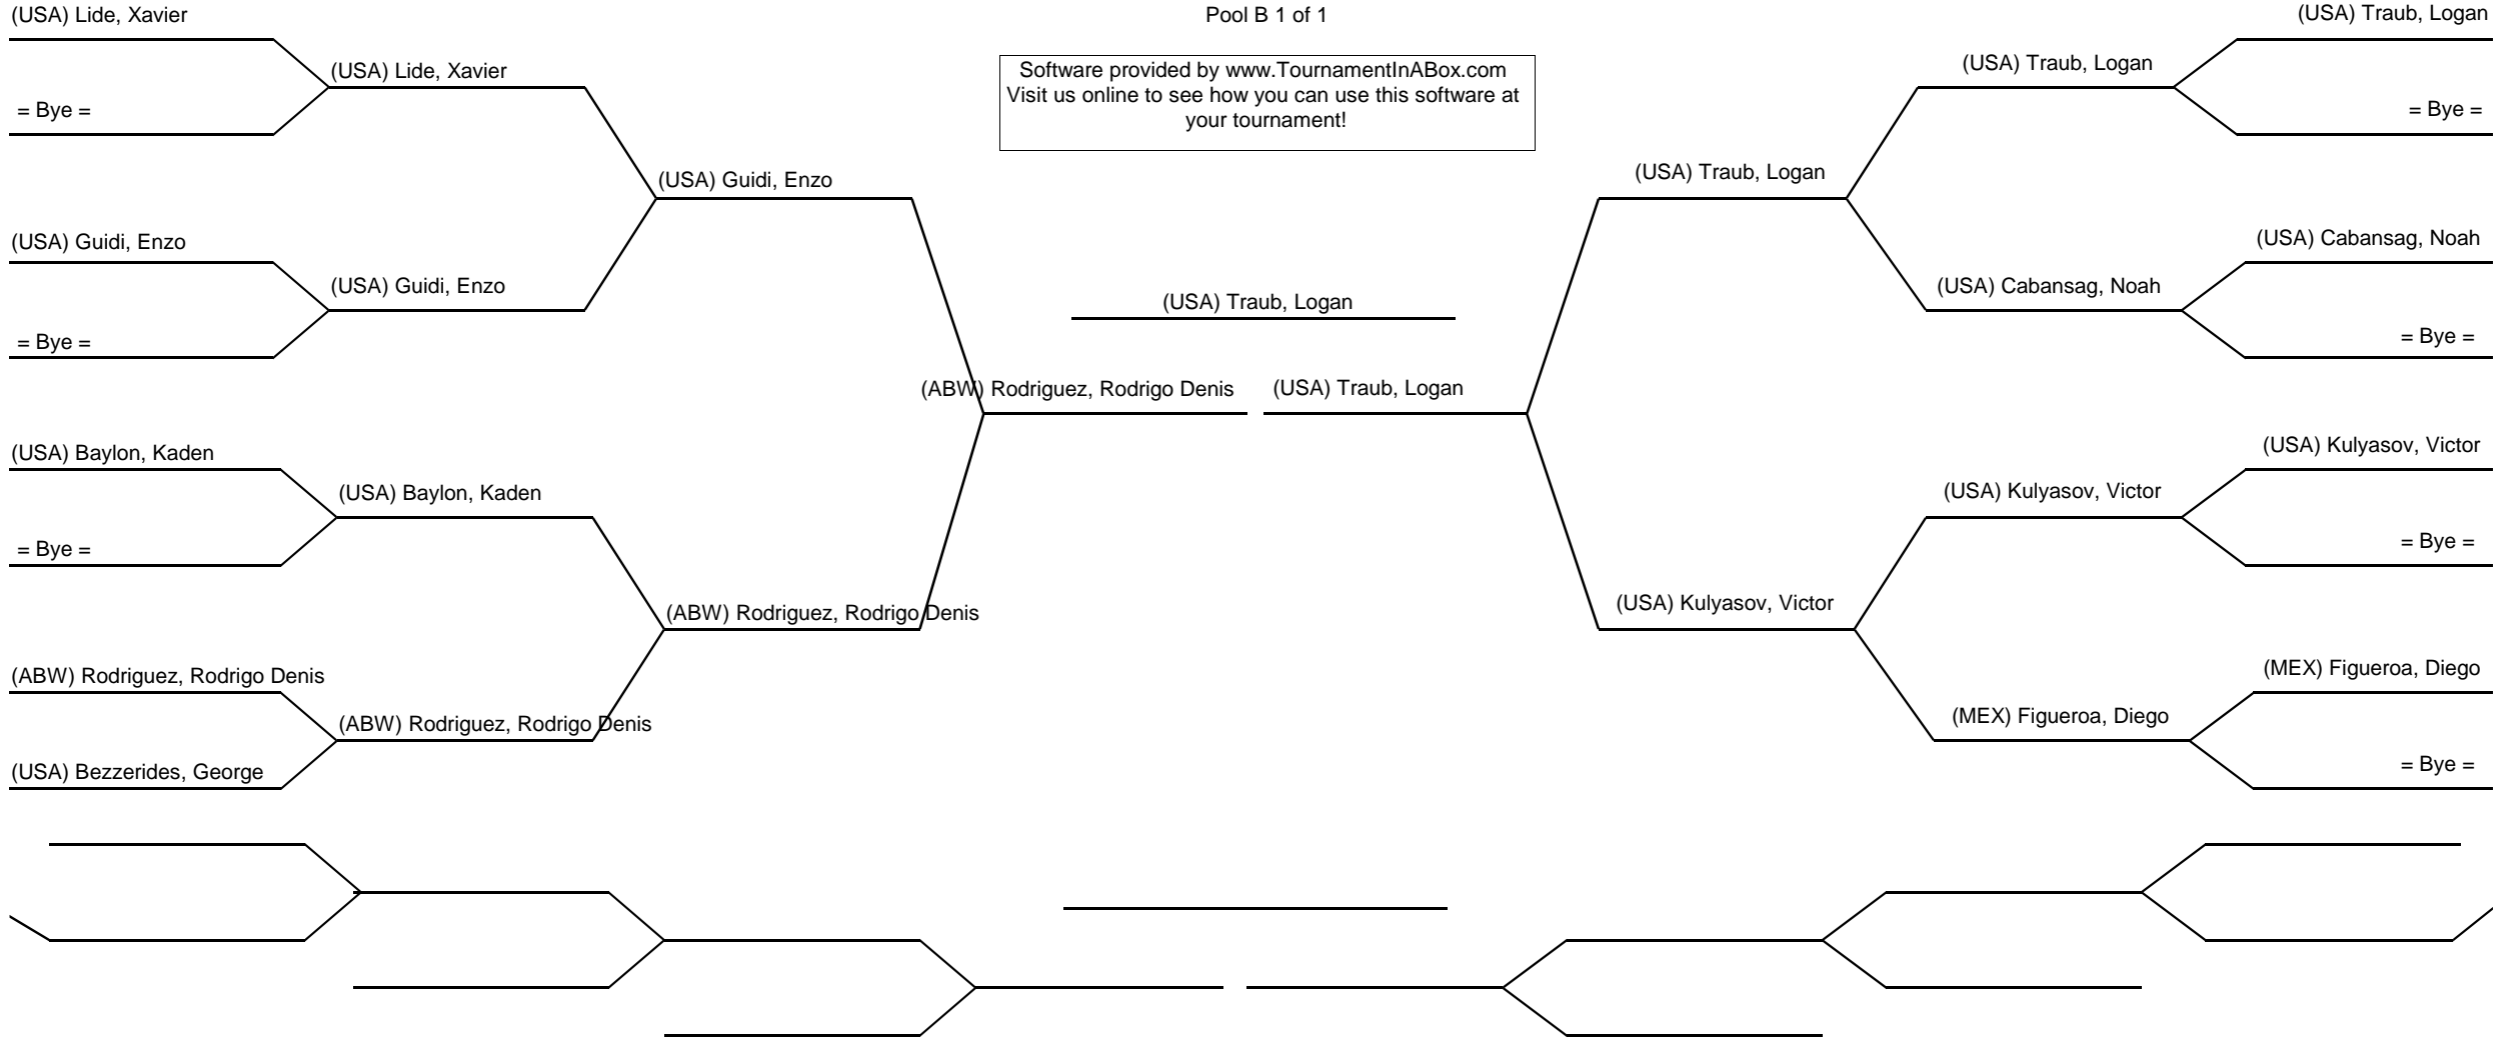 (USA) Lide, Xavier
Pool B 1 of 1
(USA) Traub, Logan
(USA) Lide, Xavier
Software provided by www.TournamentInABox.com
Visit us online to see how you can use this software at
your tournament!
(USA) Traub, Logan
= Bye =
= Bye =
(USA) Guidi, Enzo
(USA) Traub, Logan
(USA) Guidi, Enzo
(USA) Cabansag, Noah
(USA) Guidi, Enzo
(USA) Traub, Logan
(USA) Cabansag, Noah
= Bye =
= Bye =
(ABW) Rodriguez, Rodrigo Denis
(USA) Traub, Logan
(USA) Baylon, Kaden
(USA) Kulyasov, Victor
(USA) Baylon, Kaden
(USA) Kulyasov, Victor
= Bye =
= Bye =
(ABW) Rodriguez, Rodrigo Denis
(USA) Kulyasov, Victor
(ABW) Rodriguez, Rodrigo Denis
(MEX) Figueroa, Diego
(ABW) Rodriguez, Rodrigo Denis
(MEX) Figueroa, Diego
(USA) Bezzerides, George
= Bye =